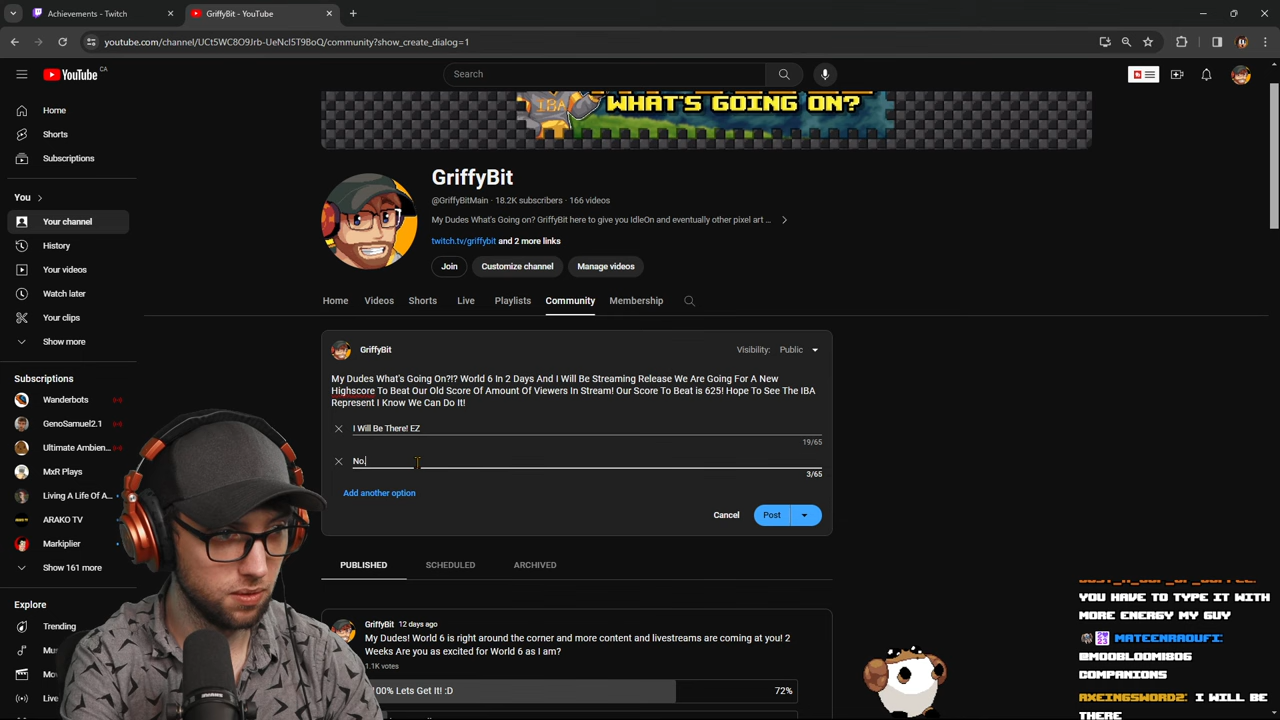 Achievements - Twitch
GriffyBit - YouTube
youtube.com/channel/UCt5WC8O9Jrb-UeNcl5T9BoQ/community?show_create_dialog=1
YouTube CA
Search
IBA
WHAT'S GOING ON?
Home
Shorts
Subscriptions
You
Your channel
History
Your videos
Watch later
Your clips
Show more
Subscriptions
Wanderbots
GenoSamuel2.1
Ultimate Ambien...
MxR Plays
Living A Life Of A...
ARAKO TV
Markiplier
Show 161 more
Explore
Trending
Mu
Mo
Live
GriffyBit
@GriffyBitMain · 18.2K subscribers · 166 videos
My Dudes What's Going On? GriffyBit here to give you IdleOn and eventually other pixel art ...
twitch.tv/griffybit and 2 more links
Join
Customize channel
Manage videos
Home
Videos
Shorts
Live
Playlists
Community
Membership
GriffyBit
Visibility: Public
My Dudes What's Going On?!? World 6 In 2 Days And I Will Be Streaming Release We Are Going For A New
Highscore To Beat Our Old Score Of Amount Of Viewers In Stream! Our Score To Beat is 625! Hope To See The IBA
Represent I Know We Can Do It!
I Will Be There! EZ
19/65
No.
3/65
Add another option
Cancel
Post
PUBLISHED
SCHEDULED
ARCHIVED
GriffyBit 12 days ago
My Dudes! World 6 is right around the corner and more content and livestreams are coming at you! 2
Weeks Are you as excited for World 6 as I am?
1.1K votes
100% Lets Get It! :D
72%
YOU HAVE TO TYPE IT WITH
MORE ENERGY MY GUY
MATEENRAOUFI:
@MOOBLOOM1806
COMPANIONS
AXEINGSWORD2: I WILL BE
THERE